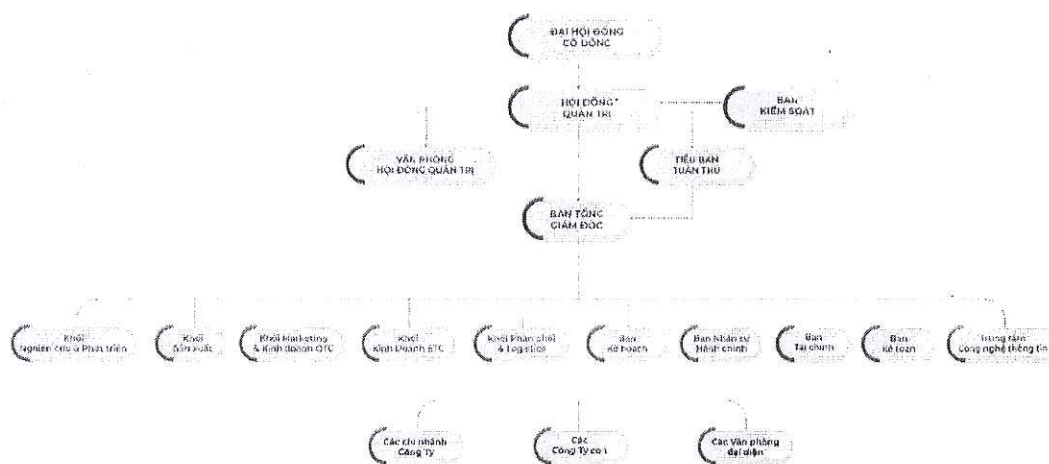 ĐẠI HỘI ĐỒNG
CỔ ĐÔNG
HỘI ĐỒNG
QUẢN TRỊ
BAN
KIỂM SOÁT
VĂN PHÒNG
HỘI ĐỒNG QUẢN TRỊ
TIỂU BAN
TUÂN THỦ
BAN TỔNG
GIÁM ĐỐC
Khối
Nghiên cứu & Phát triển
Khối
Sản xuất
Khối Marketing
& Kinh doanh OTC
Khối
Kinh Doanh ETC
Khối Phân phối
& Logistics
Ban
Kế hoạch
Ban Nhân sự
Hành chính
Ban
Tài chính
Ban
Kế toán
Trung tâm
Công nghệ thông tin
Các chi nhánh
Công Ty
Các
Công Ty con
Các Văn phòng
đại diện